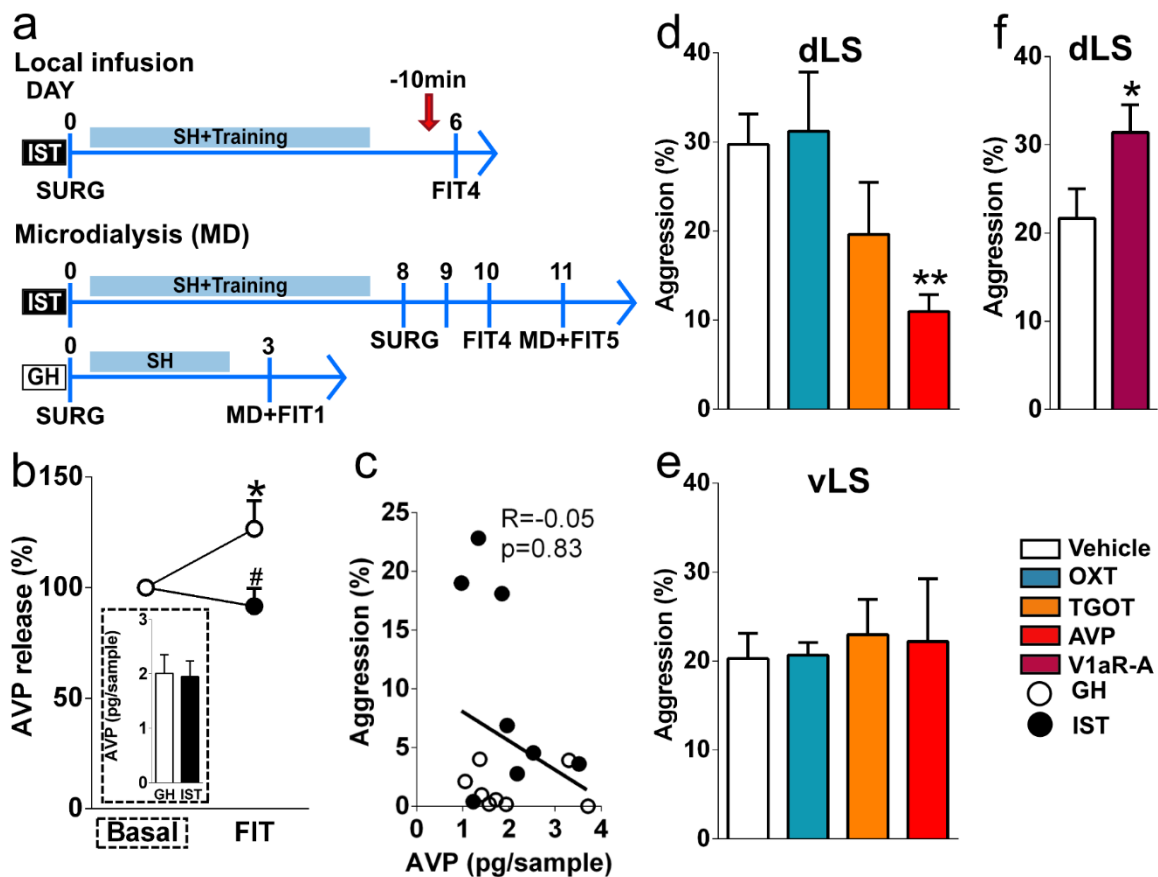 a
Local infusion
DAY
-10min
0
6
SH+Training
IST
SURG
FIT4
Microdialysis (MD)
0
8
9
10
11
SH+Training
IST
SURG
FIT4
MD+FIT5
0
3
SH
GH
SURG
MD+FIT1
b
AVP release (%)
150
100
50
0
*
#
AVP (pg/sample)
3
2
1
0
GH
IST
Basal
FIT
c
Aggression (%)
25
20
15
10
5
0
R=-0.05
p=0.83
0
1
2
3
4
AVP (pg/sample)
d
dLS
Aggression (%)
40
30
20
10
0
**
e
vLS
Aggression (%)
40
30
20
10
0
f
dLS
Aggression (%)
40
30
20
10
0
*
Vehicle
OXT
TGOT
AVP
V1aR-A
GH
IST